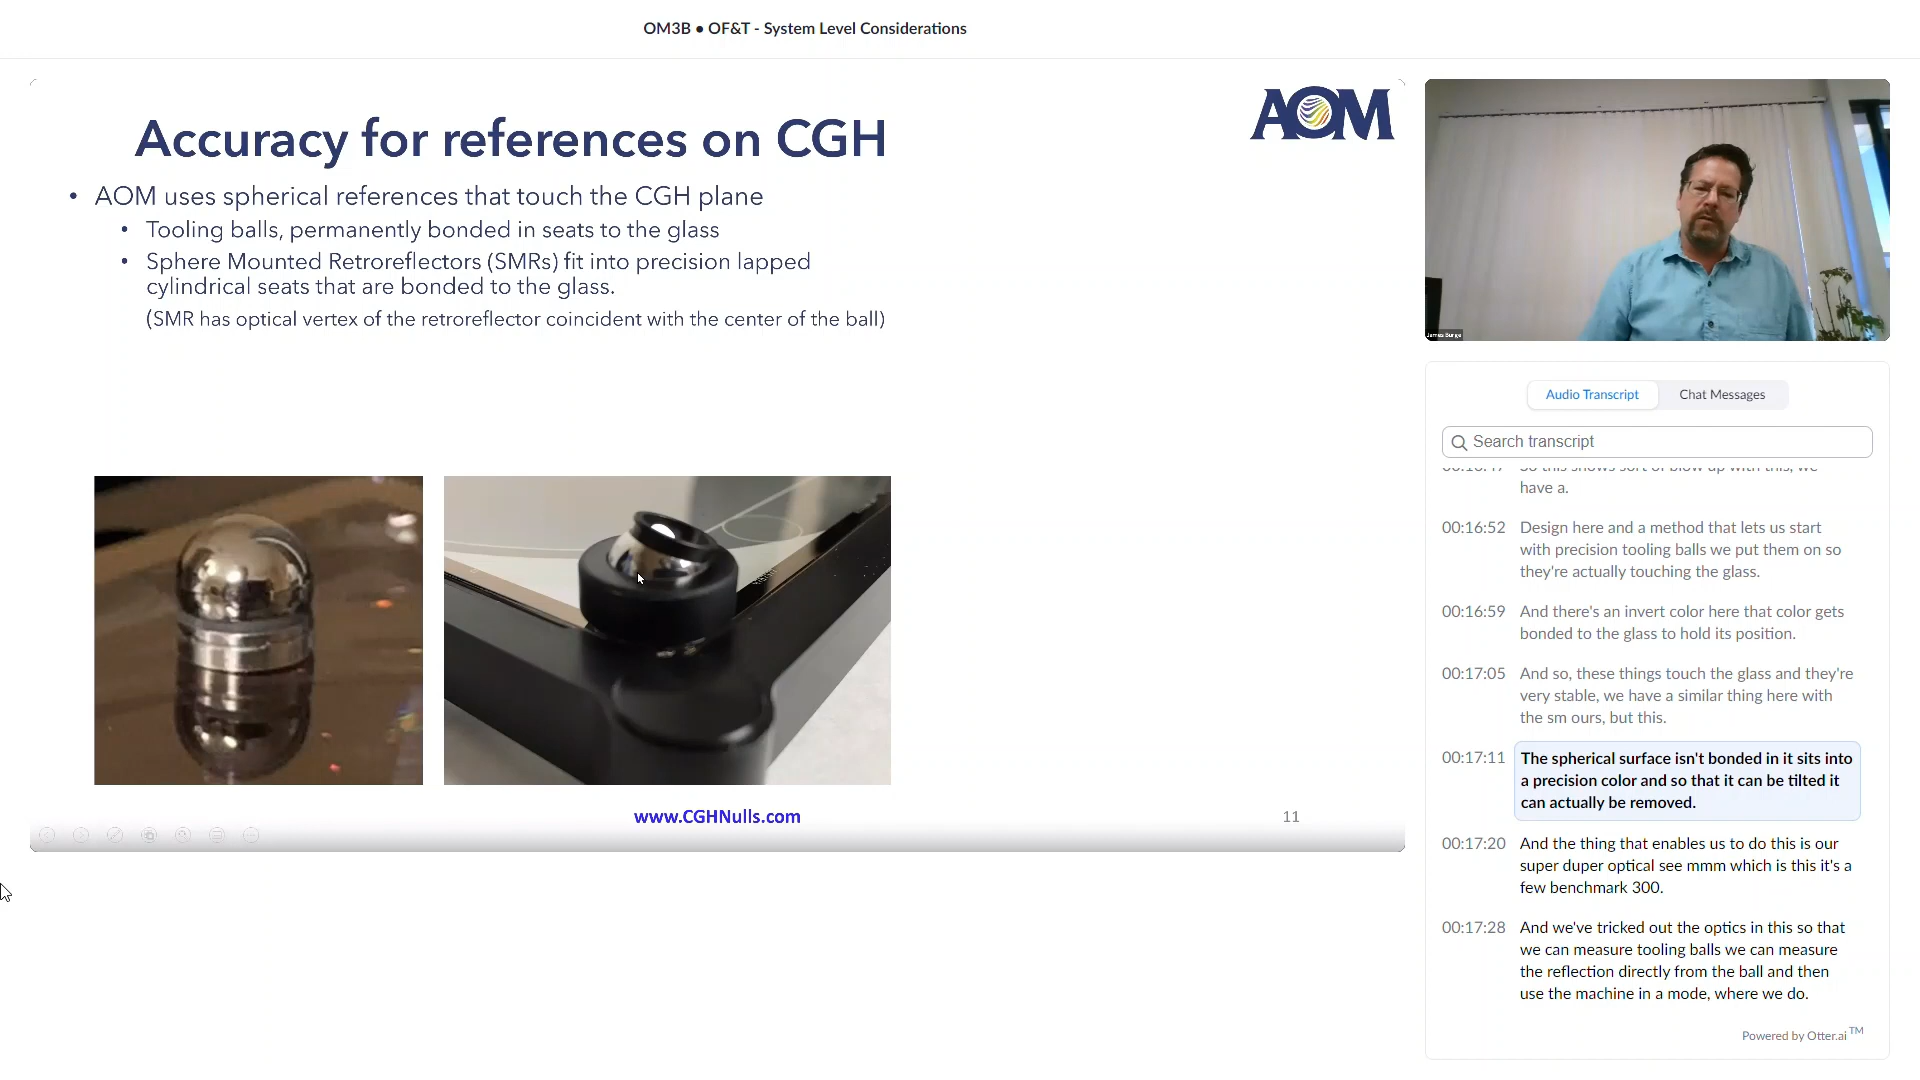 OM3B ● OF&T - System Level Considerations
AOM
Accuracy for references on CGH
• AOM uses spherical references that touch the CGH plane
• Tooling balls, permanently bonded in seats to the glass
• Sphere Mounted Retroreflectors (SMRs) fit into precision lapped
cylindrical seats that are bonded to the glass.
(SMR has optical vertex of the retroreflector coincident with the center of the ball)
www.CGHNulls.com
11
James Burge
Audio Transcript
Chat Messages
Search transcript
have a.
00:16:52 Design here and a method that lets us start
with precision tooling balls we put them on so
they're actually touching the glass.
00:16:59 And there's an invert color here that color gets
bonded to the glass to hold its position.
00:17:05 And so, these things touch the glass and they're
very stable, we have a similar thing here with
the sm ours, but this.
00:17:11 The spherical surface isn't bonded in it sits into
a precision color and so that it can be tilted it
can actually be removed.
00:17:20 And the thing that enables us to do this is our
super duper optical see mmm which is this it's a
few benchmark 300.
00:17:28 And we've tricked out the optics in this so that
we can measure tooling balls we can measure
the reflection directly from the ball and then
use the machine in a mode, where we do.
Powered by Otter.ai TM